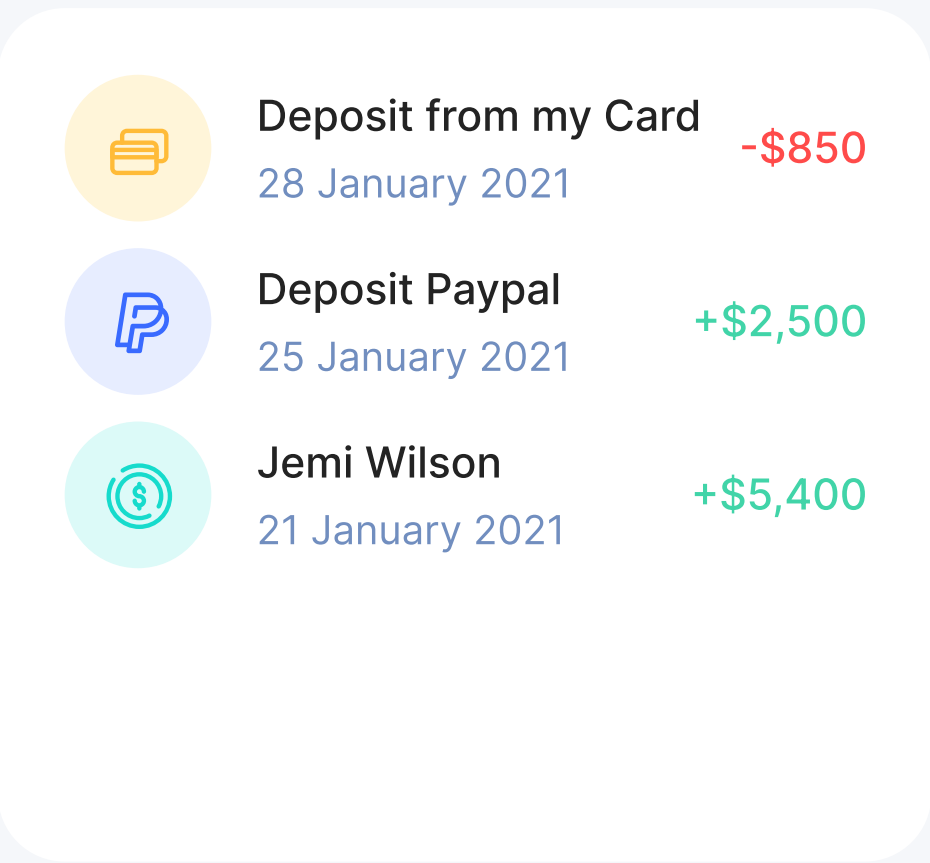 Deposit from my Card
-$850
28 January 2021
Deposit Paypal
+$2,500
25 January 2021
Jemi Wilson
+$5,400
21 January 2021